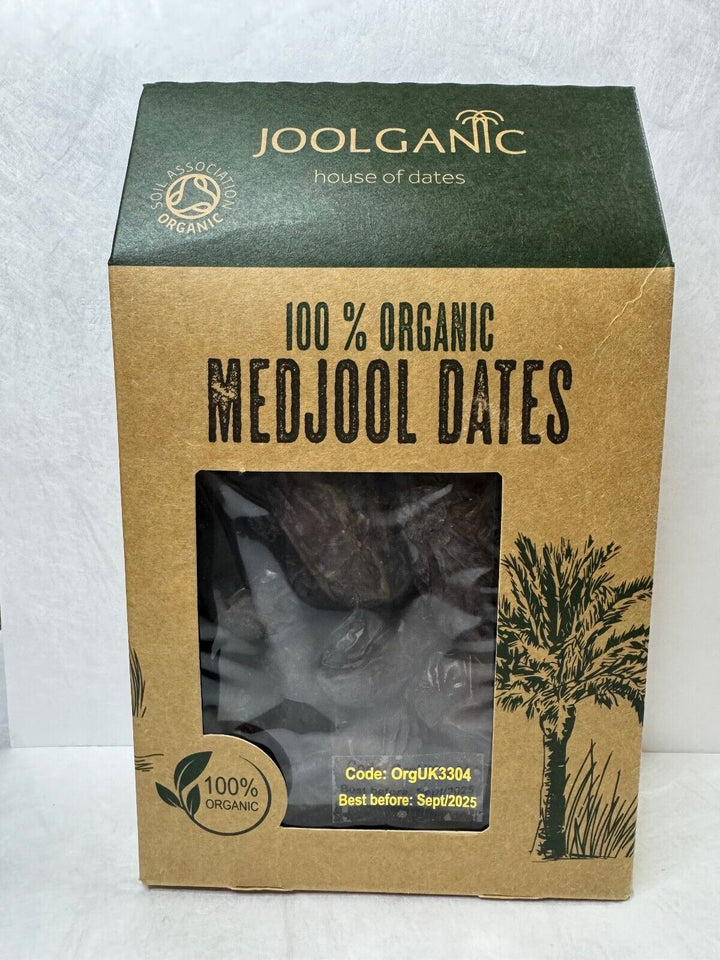 JOOLGANIC
house of dates
SOIL ASSOCIATION
ORGANIC
100 % ORGANIC
MEDJOOL DATES
100%
ORGANIC
Code: OrgUK3304
Best before: Sept/2025